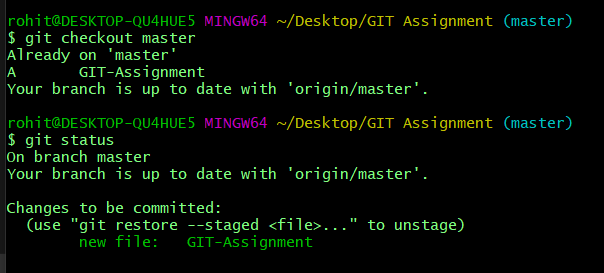 rohit@DESKTOP-QU4HUE5 MINGW64 ~/Desktop/GIT Assignment (master)
$ git checkout master
Already on 'master'
A       GIT-Assignment
Your branch is up to date with 'origin/master'.

rohit@DESKTOP-QU4HUE5 MINGW64 ~/Desktop/GIT Assignment (master)
$ git status
On branch master
Your branch is up to date with 'origin/master'.

Changes to be committed:
  (use "git restore --staged <file>..." to unstage)
        new file:   GIT-Assignment